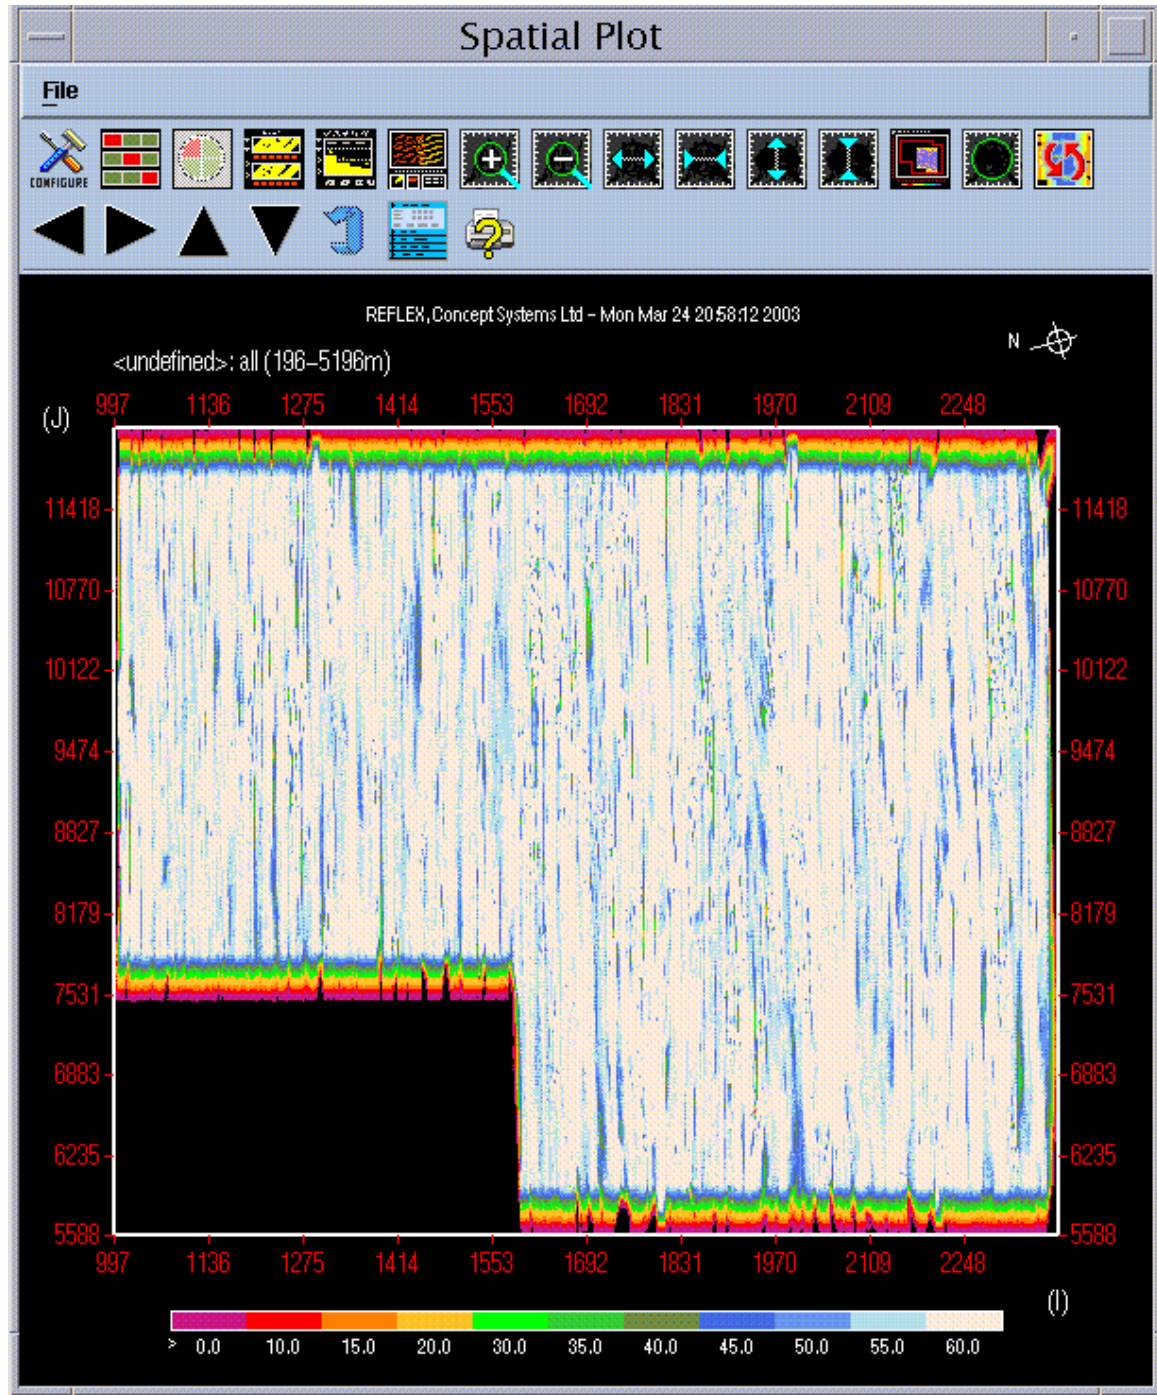 Spatial Plot
File
CONFIGURE
REFLEX, Concept Systems Ltd – Mon Mar 24 20:58:12 2003
N
<undefined>: all (196–5196m)
(J)
997 1136 1275 1414 1553 1692 1831 1970 2109 2248
11418 11418
10770 10770
10122 10122
9474 9474
8827 8827
8179 8179
7531 7531
6883 6883
6235 6235
5588 5588
997 1136 1275 1414 1553 1692 1831 1970 2109 2248
(I)
> 0.0 10.0 15.0 20.0 30.0 35.0 40.0 45.0 50.0 55.0 60.0